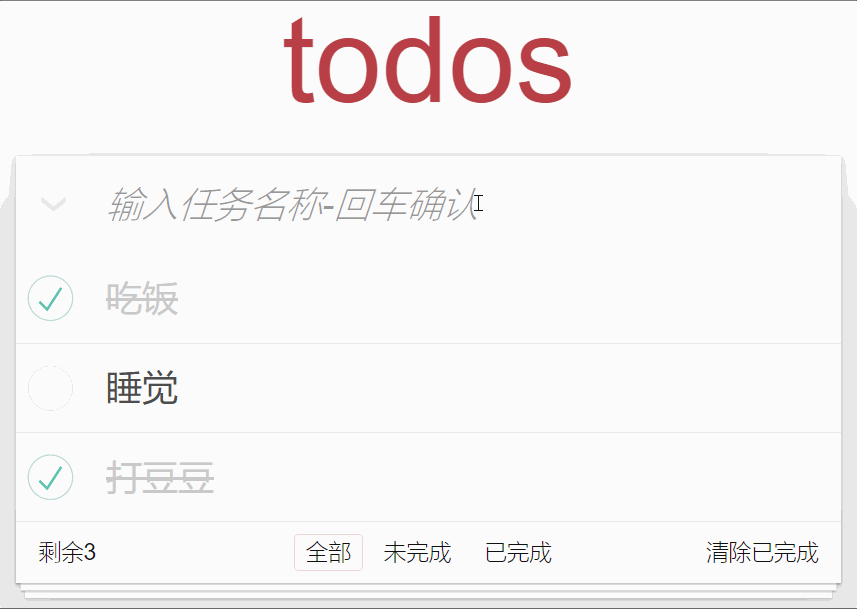 todos
输入任务名称-回车确认
吃饭
睡觉
打豆豆
剩余3 全部 未完成 已完成 清除已完成